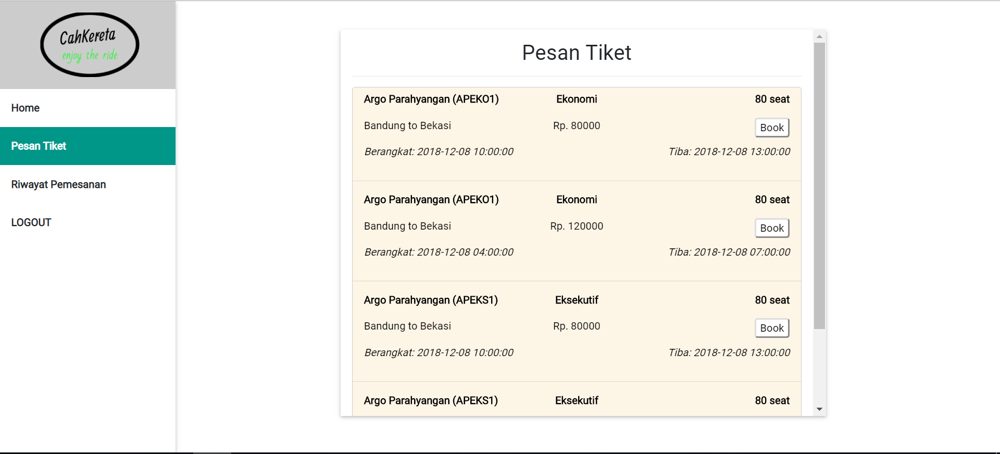 CahKereta
enjoy the ride
Home
Pesan Tiket
Riwayat Pemesanan
LOGOUT
Pesan Tiket
Argo Parahyangan (APEKO1) Ekonomi 80 seat
Bandung to Bekasi Rp. 80000 Book
Berangkat: 2018-12-08 10:00:00 Tiba: 2018-12-08 13:00:00
Argo Parahyangan (APEKO1) Ekonomi 80 seat
Bandung to Bekasi Rp. 120000 Book
Berangkat: 2018-12-08 04:00:00 Tiba: 2018-12-08 07:00:00
Argo Parahyangan (APEKS1) Eksekutif 80 seat
Bandung to Bekasi Rp. 80000 Book
Berangkat: 2018-12-08 10:00:00 Tiba: 2018-12-08 13:00:00
Argo Parahyangan (APEKS1) Eksekutif 80 seat